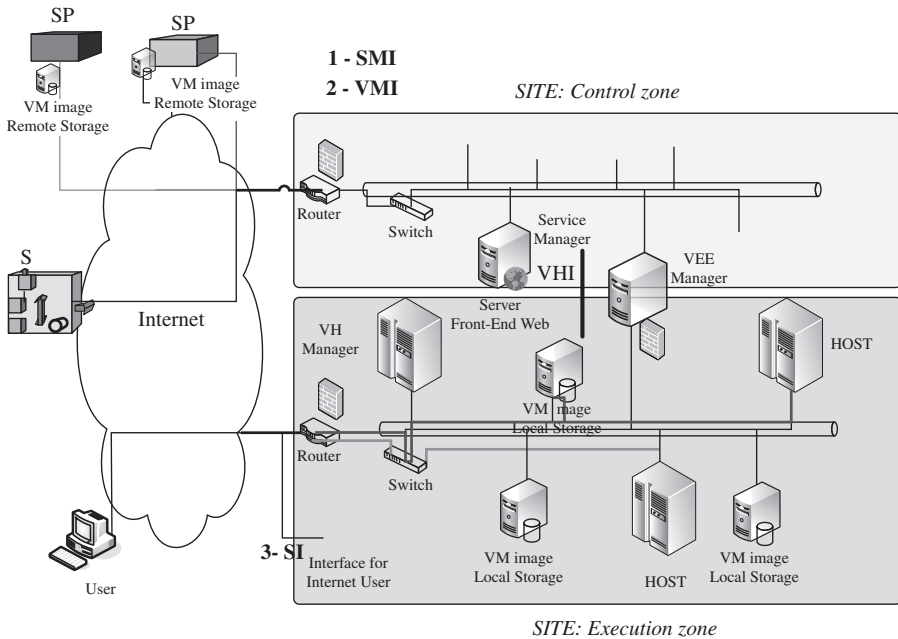 SP
SP
1 - SMI
2 - VMI
VM image
Remote Storage
VM image
Remote Storage
SITE: Control zone
Router
Switch
Service
Manager
VEE
Manager
S
Internet
VHI
Server
Front-End Web
VH
Manager
HOST
VM mage
Local Storage
Router
Switch
3- SI
Interface for
Internet User
VM image
Local Storage
HOST
VM image
Local Storage
User
SITE: Execution zone